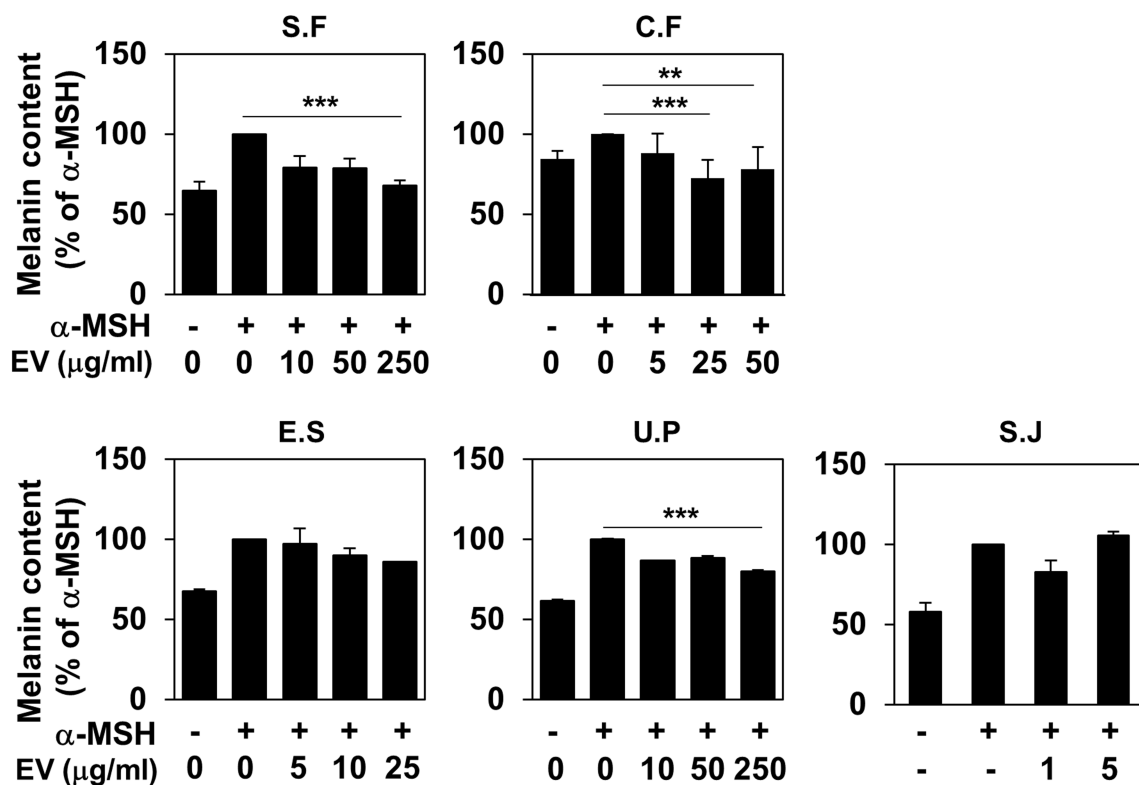 S.F
C.F
Melanin content
(% of α-MSH)
150
100
50
0
***
150
100
50
0
**
***
α-MSH - + + + +
EV (μg/ml) 0 0 10 50 250
- + + + +
0 0 5 25 50
E.S
U.P
S.J
Melanin content
(% of α-MSH)
150
100
50
0
150
100
50
0
***
150
100
50
0
α-MSH - + + + +
EV (μg/ml) 0 0 5 10 25
- + + + +
0 0 10 50 250
- + + +
- - 1 5